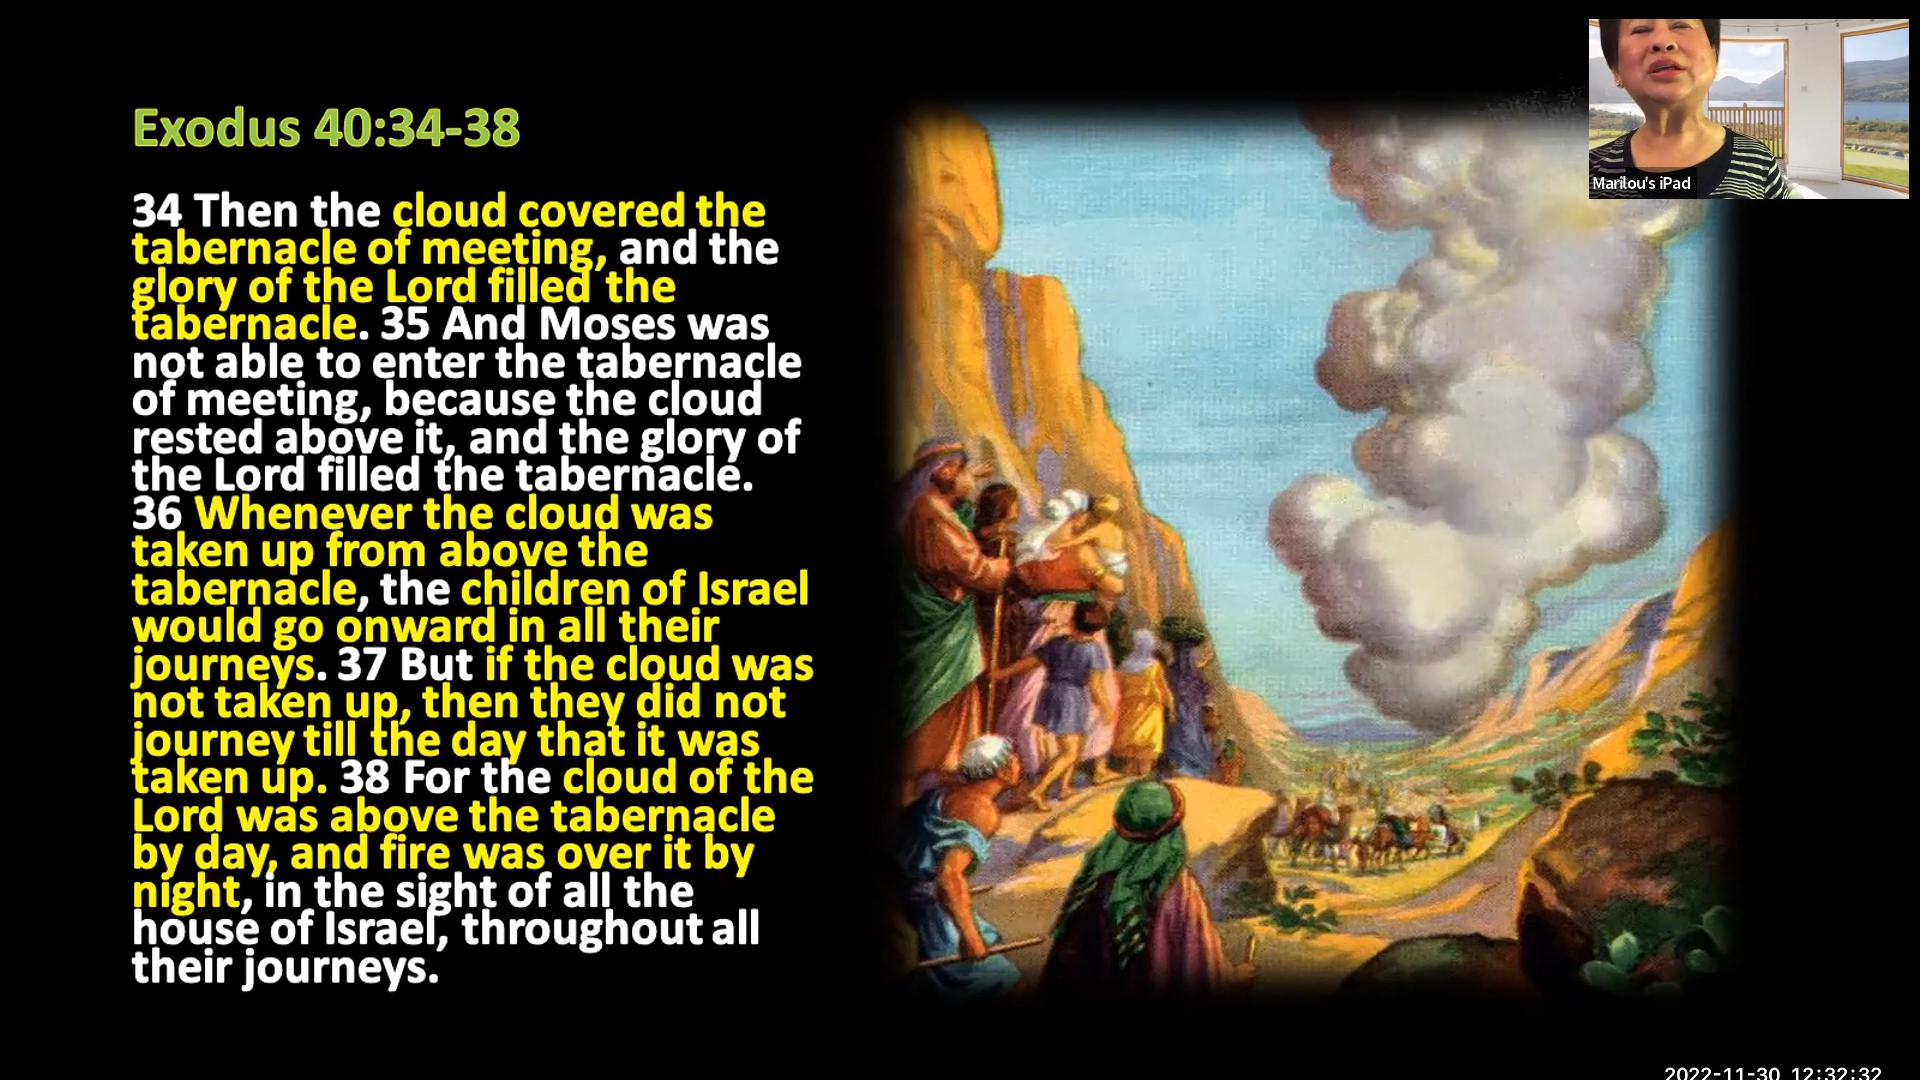 Exodus 40:34-38
34 Then the cloud covered the
tabernacle of meeting, and the
glory of the Lord filled the
tabernacle. 35 And Moses was
not able to enter the tabernacle
of meeting, because the cloud
rested above it, and the glory of
the Lord filled the tabernacle.
36 Whenever the cloud was
taken up from above the
tabernacle, the children of Israel
would go onward in all their
journeys. 37 But if the cloud was
not taken up, then they did not
journey till the day that it was
taken up. 38 For the cloud of the
Lord was above the tabernacle
by day, and fire was over it by
night, in the sight of all the
house of Israel, throughout all
their journeys.
Marilou's iPad
2022-11-30 12:32:32